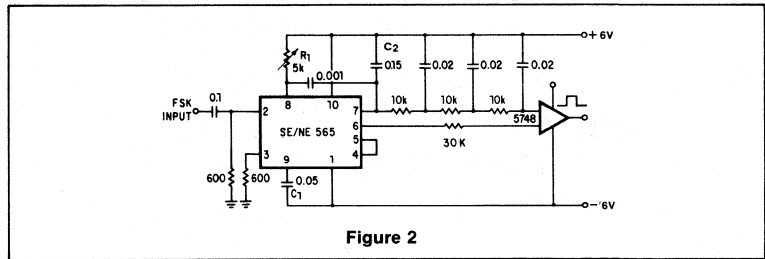 +6V
R1
5k
C2
0.15
0.02
0.02
0.02
0.001
0.1
FSK
INPUT
8
10
2
7
10k
10k
10k
SE/NE 565
6
5748
5
30K
3
4
9
1
600
600
0.05
C1
-6V
Figure 2